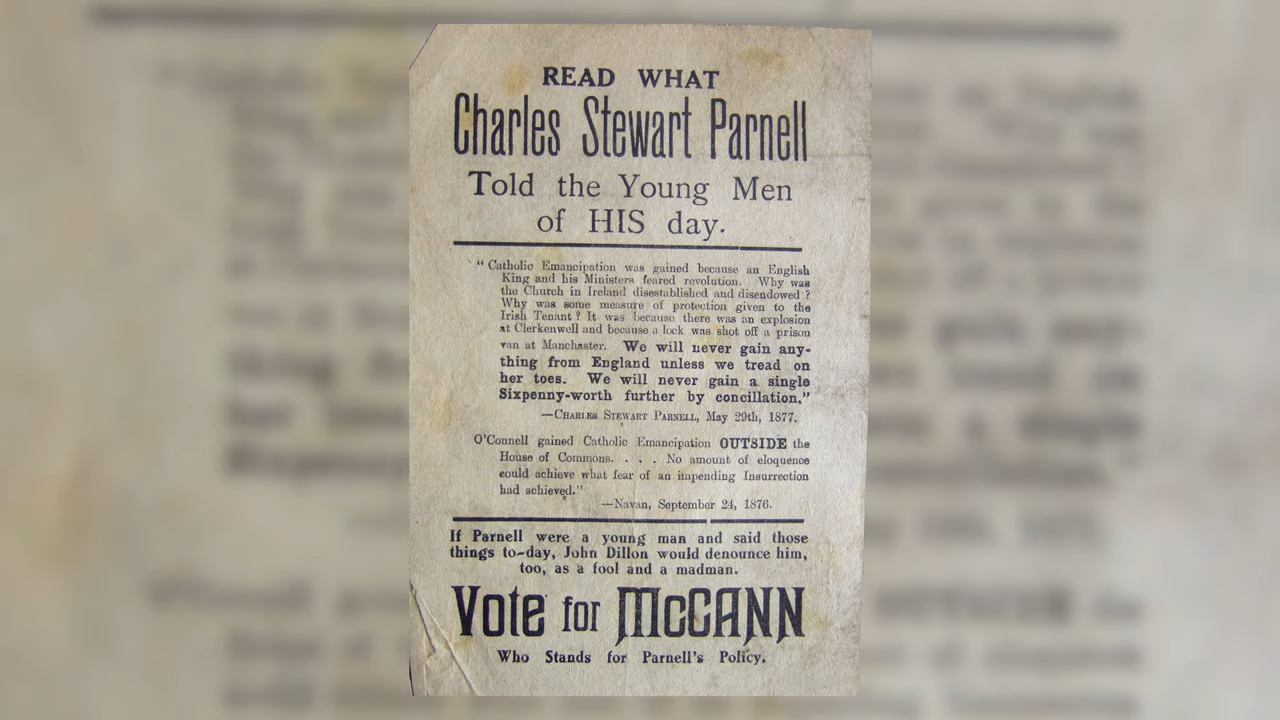 READ WHAT
Charles Stewart Parnell
Told the Young Men
of HIS day.
" Catholic Emancipation was gained because an English
King and his Ministers feared revolution. Why was
the Church in Ireland disestablished and disendowed ?
Why was some measure of protection given to the
Irish Tenant ? It was because there was an explosion
at Clerkenwell and because a lock was shot off a prison
van at Manchaster. We will never gain any-
thing from England unless we tread on
her toes. We will never gain a single
Sixpenny-worth further by concillation."
—CHARLES STEWART PARNELL, May 29th, 1877.
O'Connell gained Catholic Emancipation OUTSIDE the
House of Commons. . . . No amount of eloquence
could achieve what fear of an impending Insurrection
had achieved."
—Navan, September 24, 1876.
If Parnell were a young man and said those
things to-day, John Dillon would denounce him,
too, as a fool and a madman.
Vote for McCANN
Who Stands for Parnell's Policy.